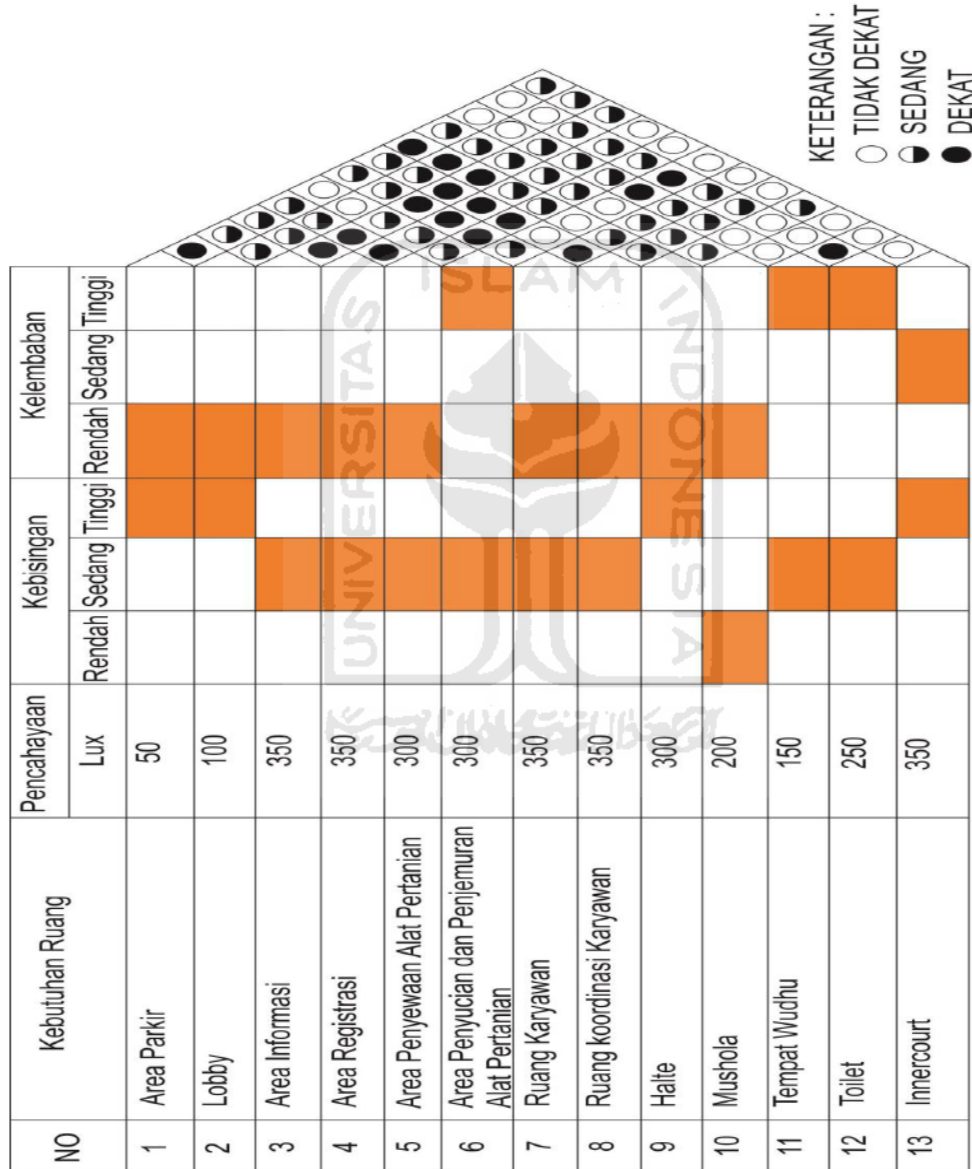 NO
Kebutuhan Ruang
Pencahayaan
Kebisingan
Kelembaban
Lux
Rendah
Sedang
Tinggi
Rendah
Sedang
Tinggi
1 Area Parkir 50
2 Lobby 100
3 Area Informasi 350
4 Area Registrasi 350
5 Area Penyewaan Alat Pertanian 300
6 Area Penyucian dan Penjemuran
Alat Pertanian 300
7 Ruang Karyawan 350
8 Ruang koordinasi Karyawan 350
9 Halte 300
10 Mushola 200
11 Tempat Wudhu 150
12 Toilet 250
13 Innercourt 350
KETERANGAN :
TIDAK DEKAT
SEDANG
DEKAT
UNIVERSITAS
ISLAM
INDONESIA